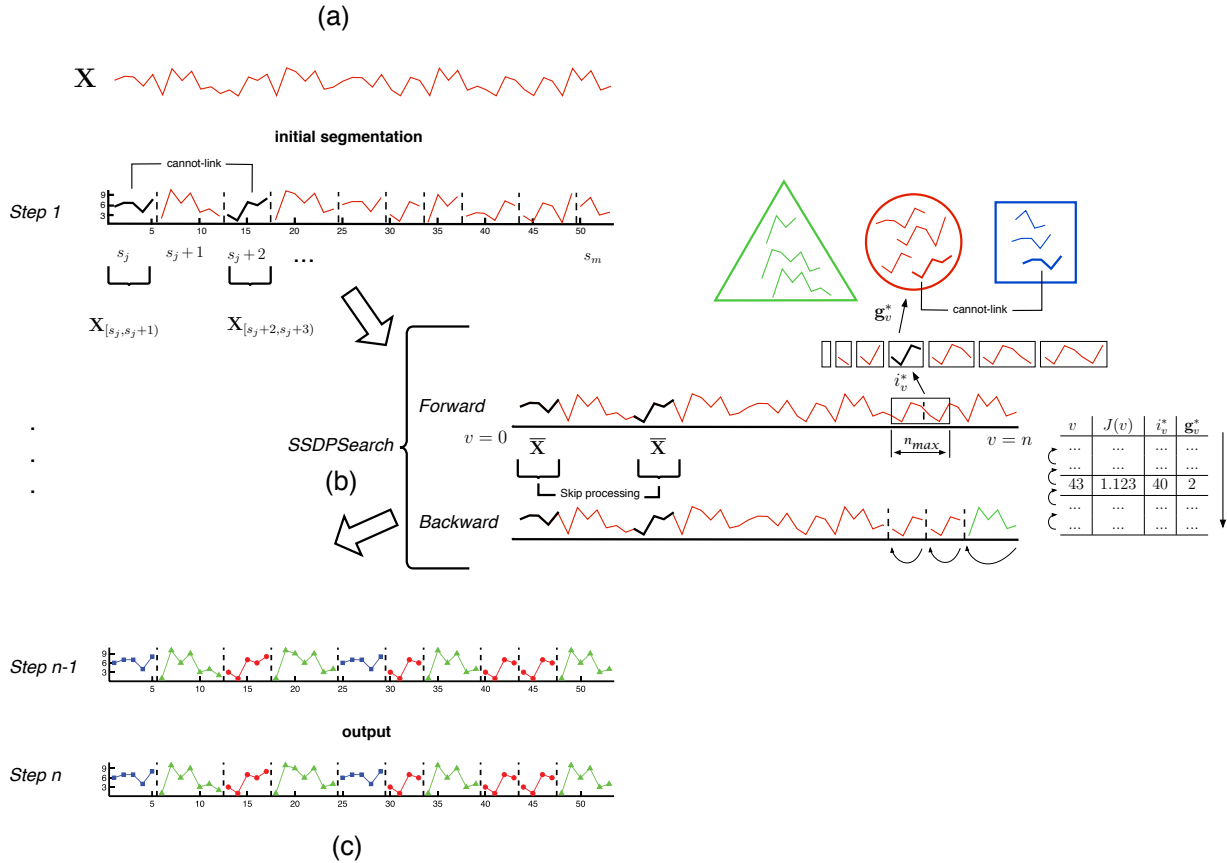 (a)
X
initial segmentation
cannot-link
Step 1
9
6
3
5 10 15 20 25 30 35 40 45 50
s_j s_j+1 s_j+2 ... s_m
X_[s_j,s_j+1) X_[s_j+2,s_j+3)
cannot-link
g*_v
i*_v
Forward
SSDPSearch
v = 0
X̅ X̅
n_max
v = n
Skip processing
(b)
Backward
v J(v) i*_v g*_v
... ... ... ...
... ... ... ...
43 1.123 40 2
... ... ... ...
... ... ... ...
.
.
.
Step n-1
9
6
3
5 10 15 20 25 30 35 40 45 50
output
Step n
9
6
3
5 10 15 20 25 30 35 40 45 50
(c)